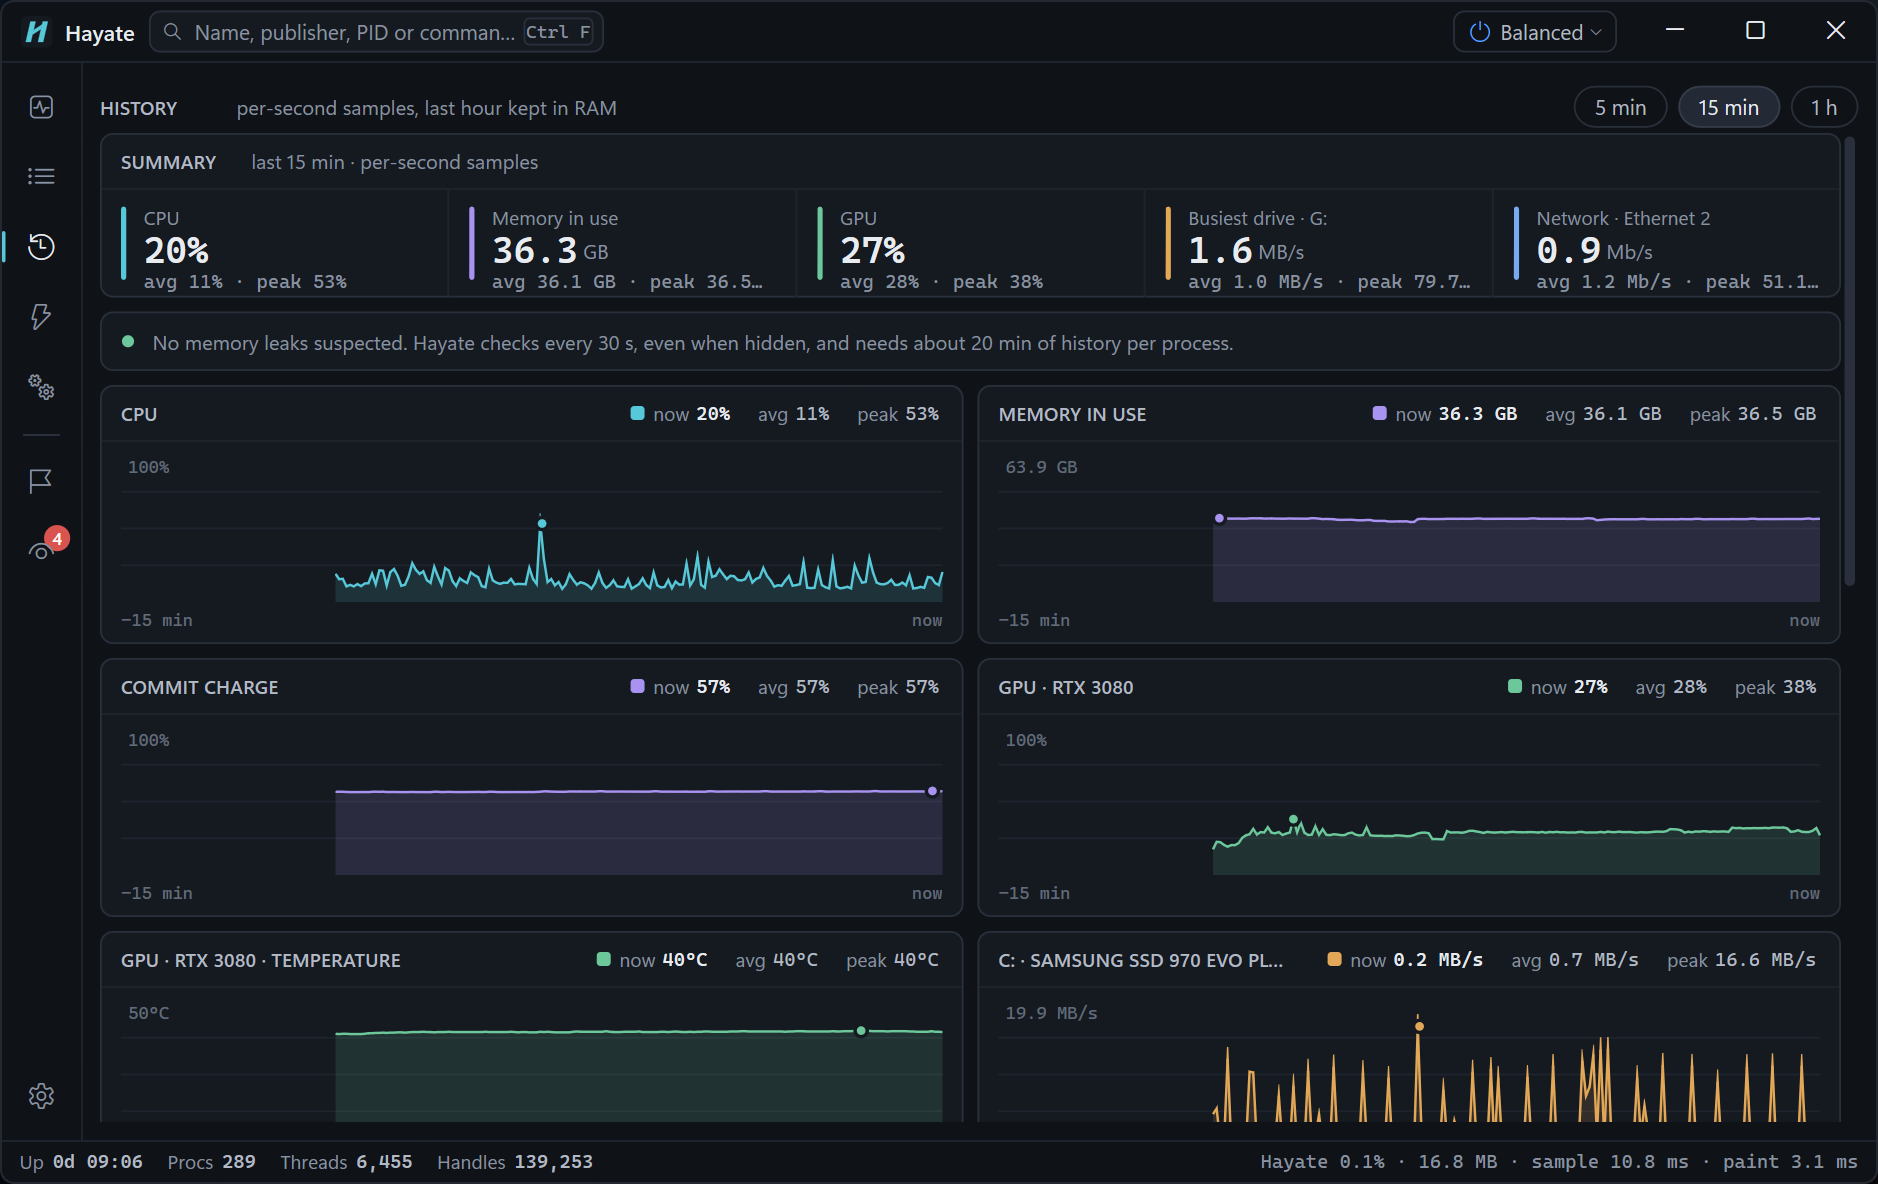 Hayate
Name, publisher, PID or comman... Ctrl F
Balanced
HISTORY per-second samples, last hour kept in RAM
5 min 15 min 1 h
SUMMARY last 15 min · per-second samples
CPU
20%
avg 11% · peak 53%
Memory in use
36.3 GB
avg 36.1 GB · peak 36.5…
GPU
27%
avg 28% · peak 38%
Busiest drive · G:
1.6 MB/s
avg 1.0 MB/s · peak 79.7…
Network · Ethernet 2
0.9 Mb/s
avg 1.2 Mb/s · peak 51.1…
No memory leaks suspected. Hayate checks every 30 s, even when hidden, and needs about 20 min of history per process.
CPU now 20% avg 11% peak 53%
100%
−15 min now
MEMORY IN USE now 36.3 GB avg 36.1 GB peak 36.5 GB
63.9 GB
−15 min now
4
COMMIT CHARGE now 57% avg 57% peak 57%
100%
−15 min now
GPU · RTX 3080 now 27% avg 28% peak 38%
100%
−15 min now
GPU · RTX 3080 · TEMPERATURE now 40°C avg 40°C peak 40°C
50°C
C: · SAMSUNG SSD 970 EVO PL... now 0.2 MB/s avg 0.7 MB/s peak 16.6 MB/s
19.9 MB/s
Up 0d 09:06 Procs 289 Threads 6,455 Handles 139,253
Hayate 0.1% · 16.8 MB · sample 10.8 ms · paint 3.1 ms